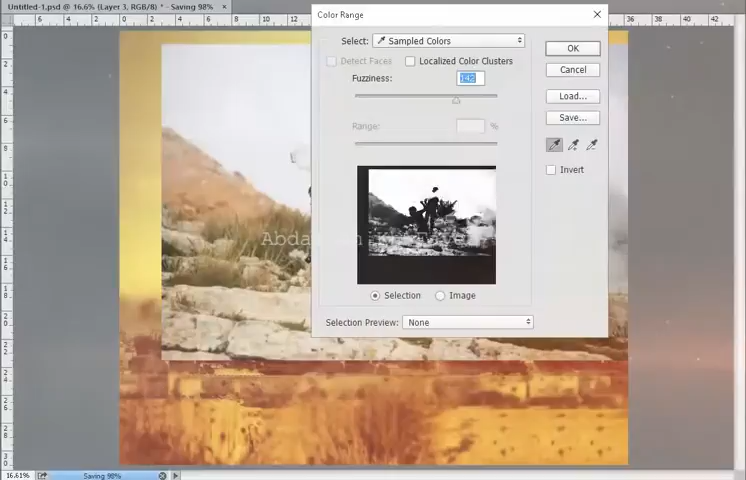 Untitled-1.psd @ 16.6% (Layer 3, RGB/8) * - Saving 98% ×
Color Range
Select: Sampled Colors
OK
Detect Faces Localized Color Clusters
Cancel
Fuzziness: 142
Load...
Save...
Range: %
Invert
Selection Image
Selection Preview: None
16.61% Saving 98%